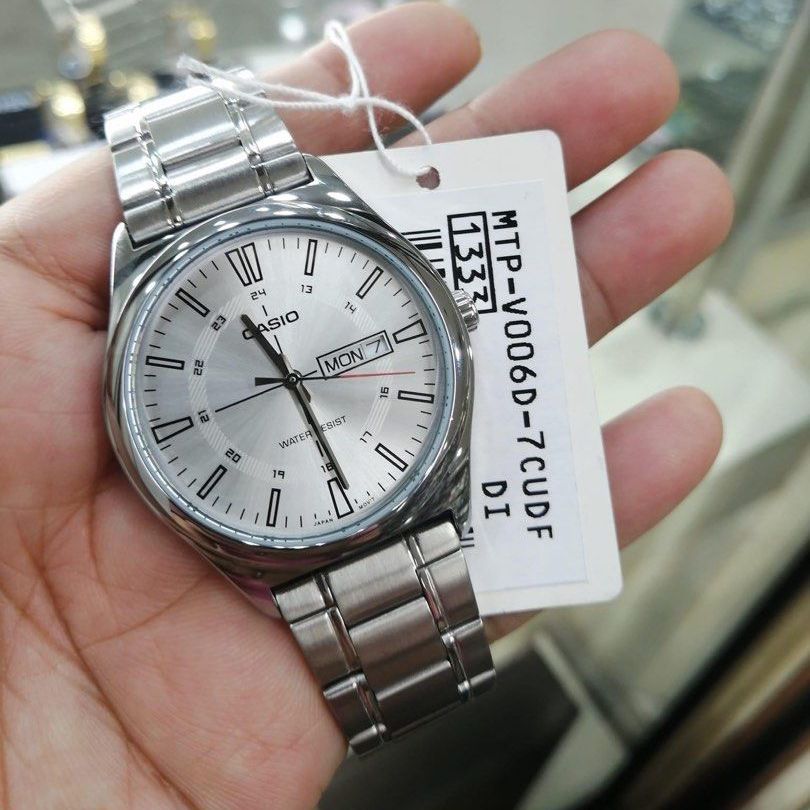 24
13
14
16
17
18
19
20
21
22
23
CASIO
MON 7
WATER RESIST
JAPAN MOV'T
MTP-V006D-7CUDF
1333
DI